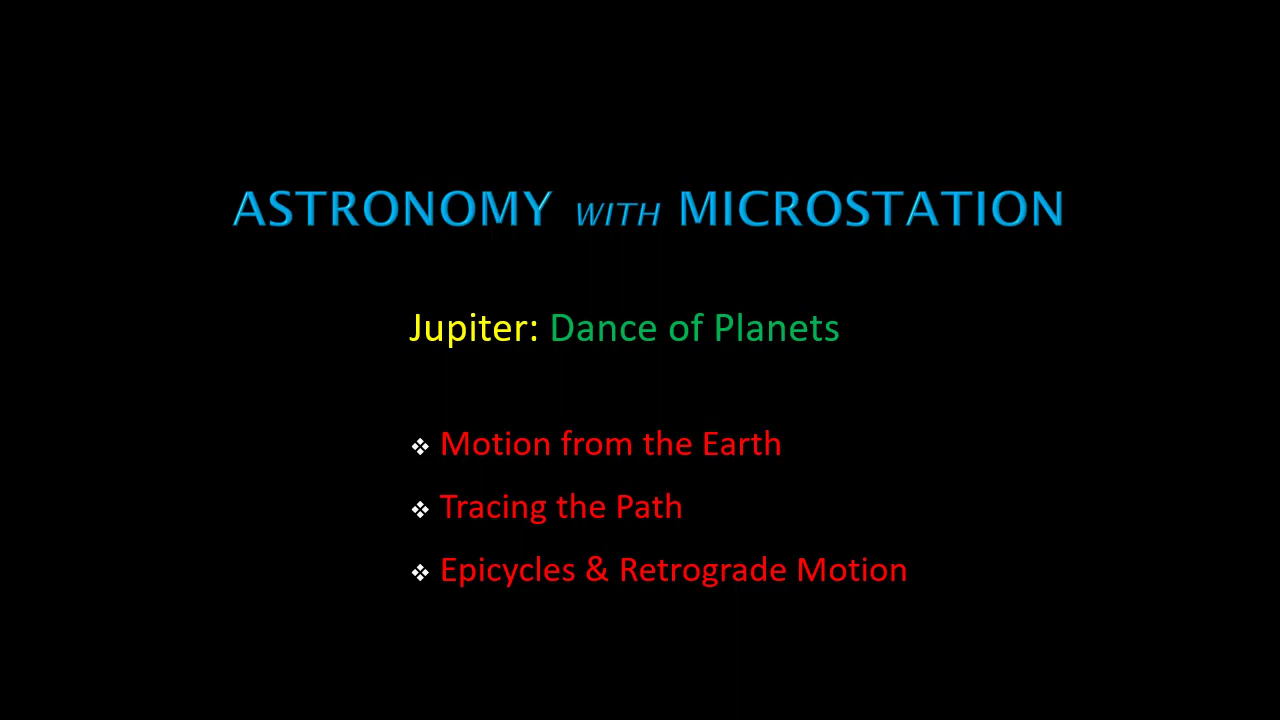 ASTRONOMY WITH MICROSTATION
Jupiter: Dance of Planets
❖ Motion from the Earth
❖ Tracing the Path
❖ Epicycles & Retrograde Motion